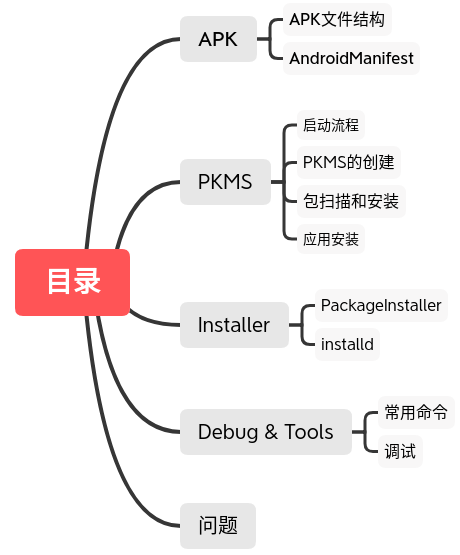 目录
APK
APK文件结构
AndroidManifest
PKMS
启动流程
PKMS的创建
包扫描和安装
应用安装
Installer
PackageInstaller
installd
Debug & Tools
常用命令
调试
问题